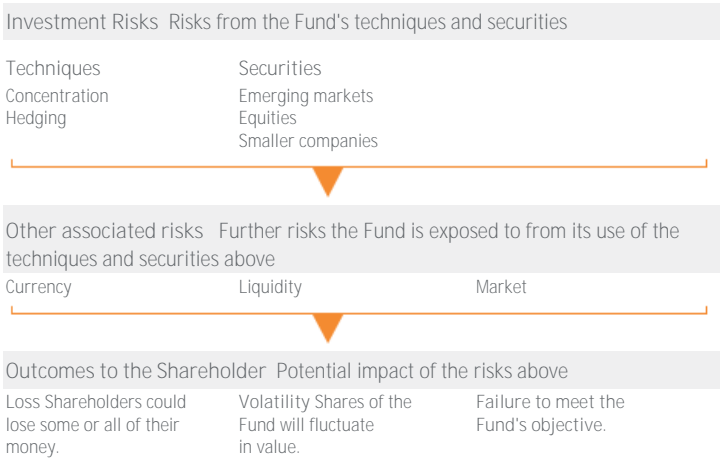 Investment Risks Risks from the Fund's techniques and securities
Techniques Securities
Concentration Emerging markets
Hedging Equities
Smaller companies
Other associated risks Further risks the Fund is exposed to from its use of the
techniques and securities above
Currency Liquidity Market
Outcomes to the Shareholder Potential impact of the risks above
Loss Shareholders could
lose some or all of their
money.
Volatility Shares of the
Fund will fluctuate
in value.
Failure to meet the
Fund's objective.